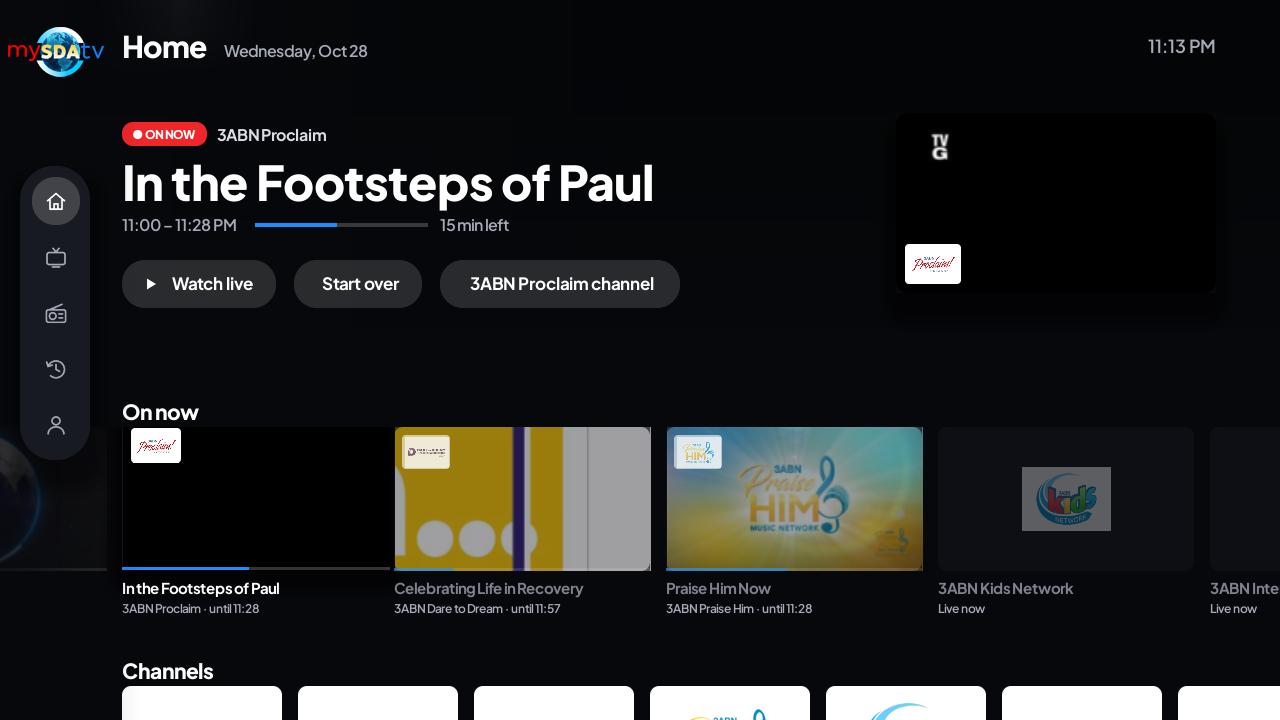 mySDAtv
Home
Wednesday, Oct 28
11:13 PM
ON NOW
3ABN Proclaim
In the Footsteps of Paul
11:00 – 11:28 PM
15 min left
Watch live
Start over
3ABN Proclaim channel
TV
G
Proclaim!
On now
Proclaim!
3ABN
Praise
HIM
MUSIC NETWORK
Praise
HIM
kids
NETWORK
In the Footsteps of Paul
3ABN Proclaim · until 11:28
Celebrating Life in Recovery
3ABN Dare to Dream · until 11:57
Praise Him Now
3ABN Praise Him · until 11:28
3ABN Kids Network
Live now
3ABN Inte
Live now
Channels
3ABN